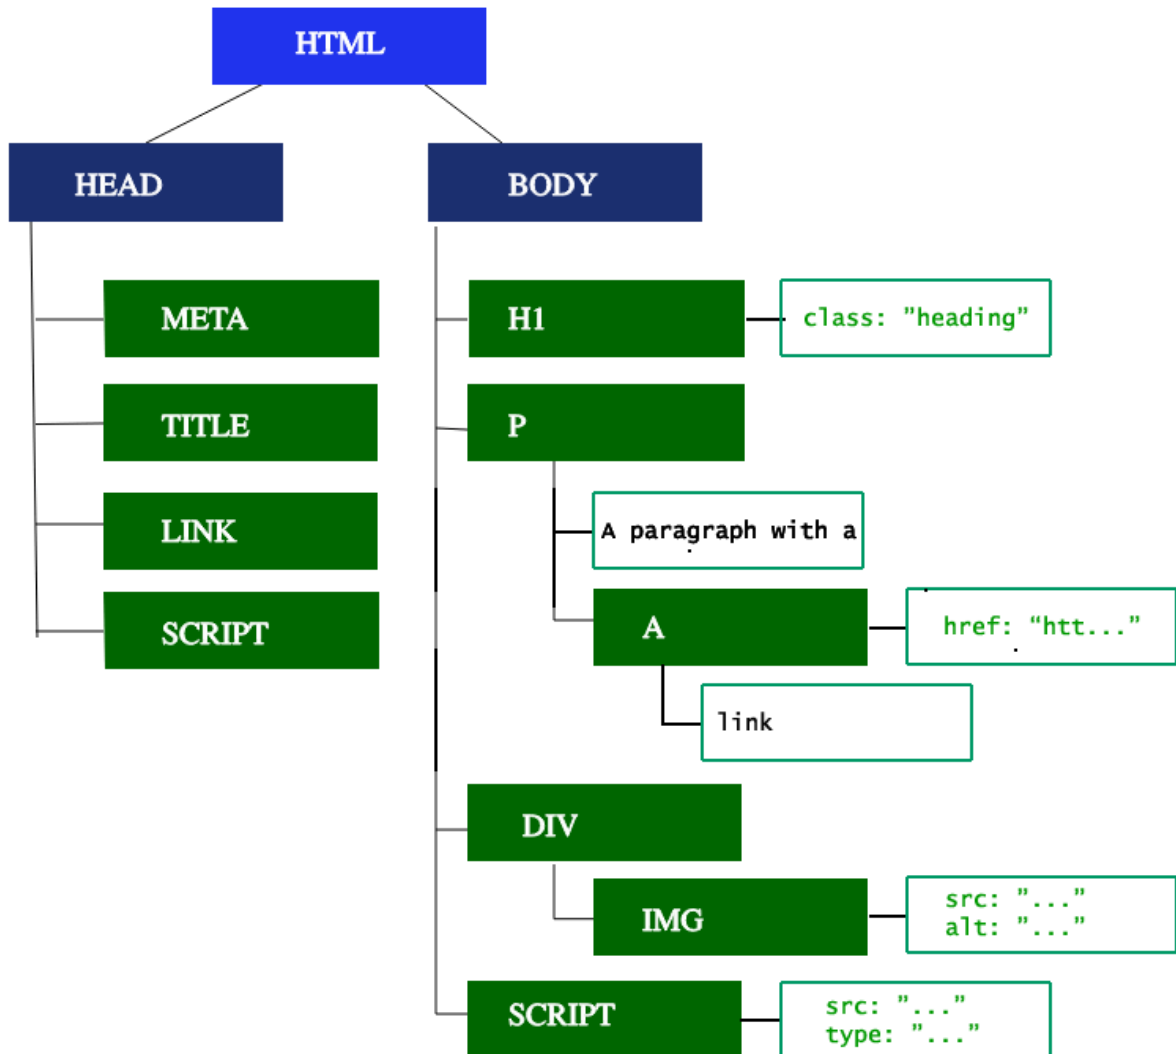 HTML
HEAD
BODY
META
TITLE
LINK
SCRIPT
H1
class: "heading”
P
A paragraph with a
A
href: “htt...”
link
DIV
IMG
src: "...”
alt: "...”
SCRIPT
src: "...”
type: "...”